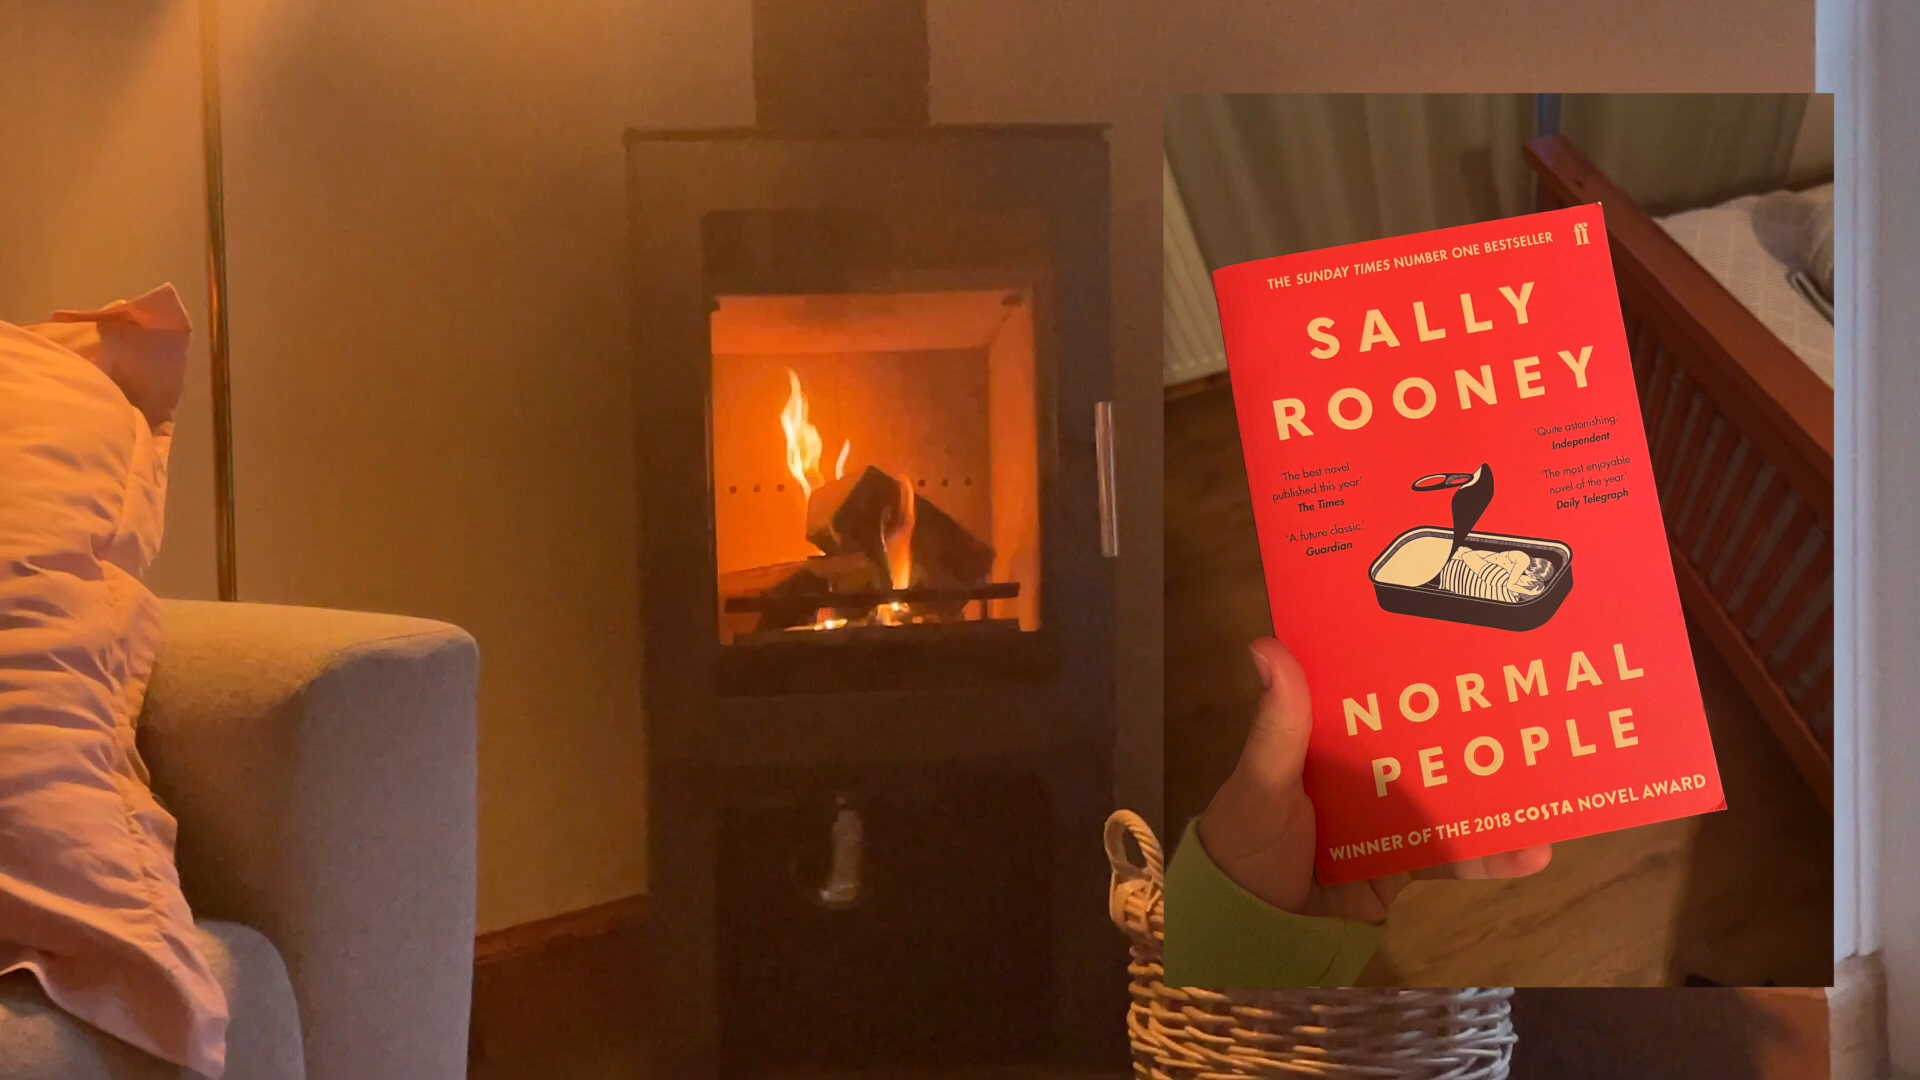 THE SUNDAY TIMES NUMBER ONE BESTSELLER
ff
SALLY
ROONEY
'Quite astonishing.'
Independent
'The best novel
published this year.'
The Times
'The most enjoyable
novel of the year.'
Daily Telegraph
'A future classic.'
Guardian
NORMAL
PEOPLE
WINNER OF THE 2018 COSTA NOVEL AWARD